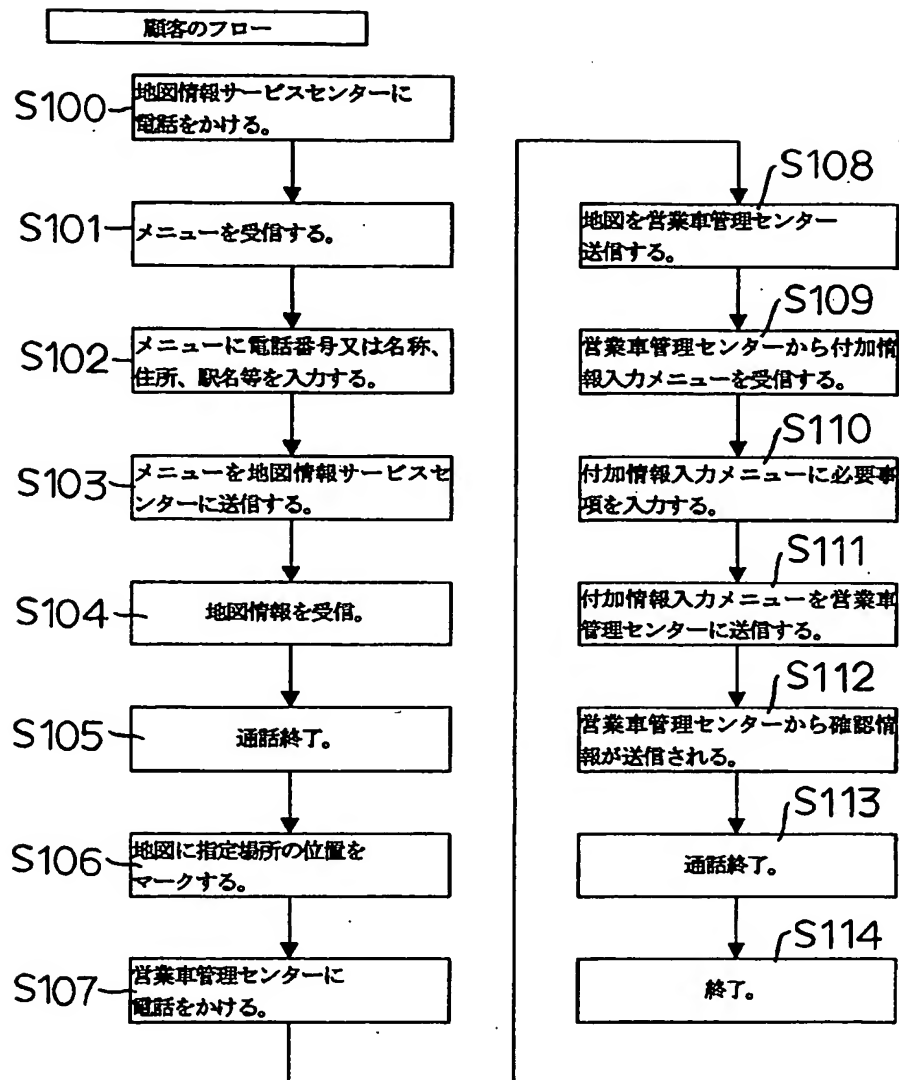 顧客のフロー
S100
地図情報サービスセンターに
電話をかける。
S101
メニューを受信する。
S102
メニューに電話番号又は名称、
住所、駅名等を入力する。
S103
メニューを地図情報サービスセ
ンターに送信する。
S104
地図情報を受信。
S105
通話終了。
S106
地図に指定場所の位置を
マークする。
S107
営業車管理センターに
電話をかける。
S108
地図を営業車管理センター
送信する。
S109
営業車管理センターから付加情
報入力メニューを受信する。
S110
付加情報入力メニューに必要事
項を入力する。
S111
付加情報入力メニューを営業車
管理センターに送信する。
S112
営業車管理センターから確認情
報が送信される。
S113
通話終了。
S114
終了。